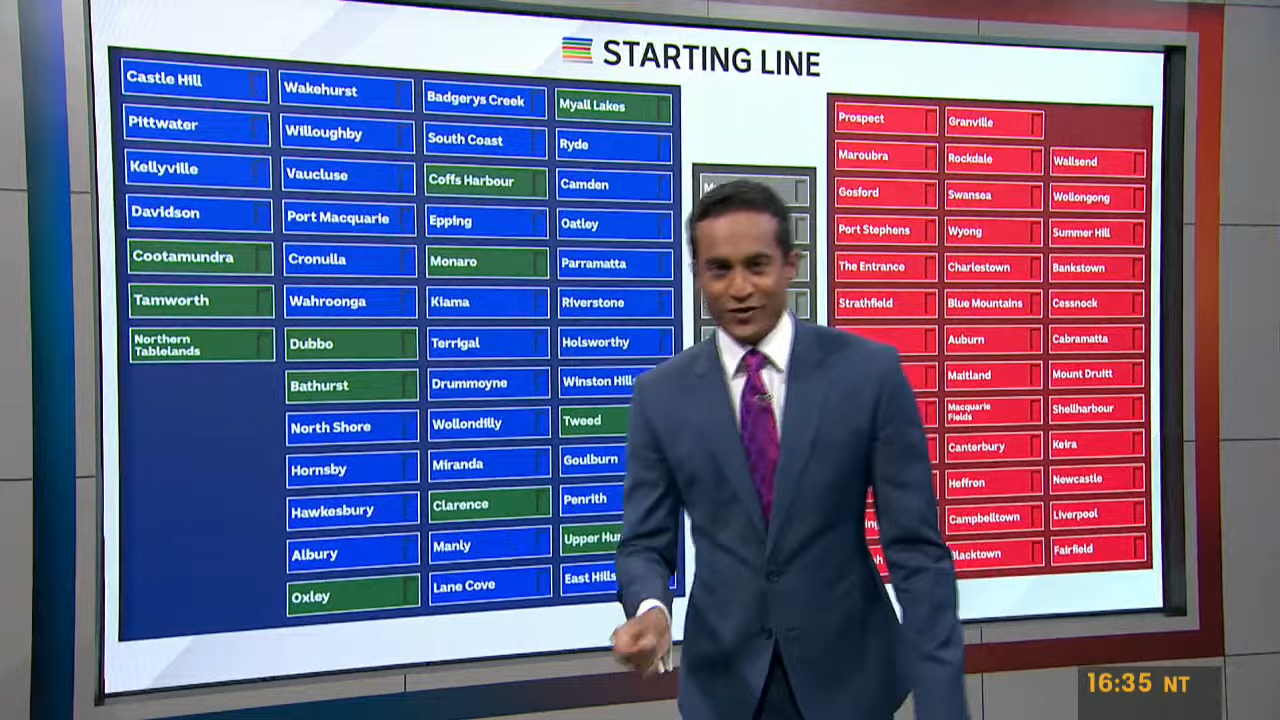 STARTING LINE
Castle Hill
Pittwater
Kellyville
Davidson
Cootamundra
Tamworth
Northern
Tablelands
Wakehurst
Willoughby
Vaucluse
Port Macquarie
Cronulla
Wahroonga
Dubbo
Bathurst
North Shore
Hornsby
Hawkesbury
Albury
Oxley
Badgerys Creek
South Coast
Coffs Harbour
Epping
Monaro
Kiama
Terrigal
Drummoyne
Wollondilly
Miranda
Clarence
Manly
Lane Cove
Myall Lakes
Ryde
Camden
Oatley
Parramatta
Riverstone
Holsworthy
Winston Hills
Tweed
Goulburn
Penrith
Upper Hu
East Hills
Prospect
Maroubra
Gosford
Port Stephens
The Entrance
Strathfield
Granville
Rockdale
Swansea
Wyong
Charlestown
Blue Mountains
Auburn
Maitland
Macquarie
Fields
Canterbury
Heffron
Campbelltown
Blacktown
Wallsend
Wollongong
Summer Hill
Bankstown
Cessnock
Cabramatta
Mount Druitt
Shellharbour
Keira
Newcastle
Liverpool
Fairfield
16:35 NT